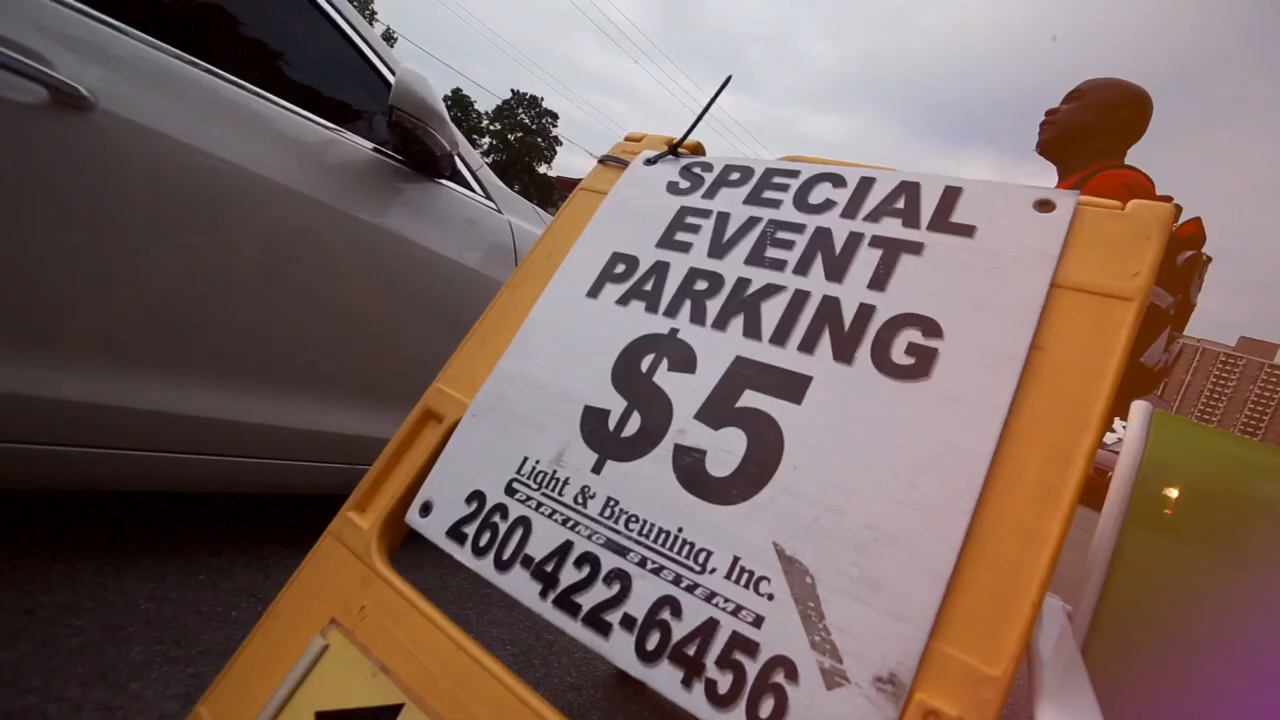 SPECIAL
EVENT
PARKING
$5
Light & Breuning, Inc.
PARKING SYSTEMS
260-422-6456